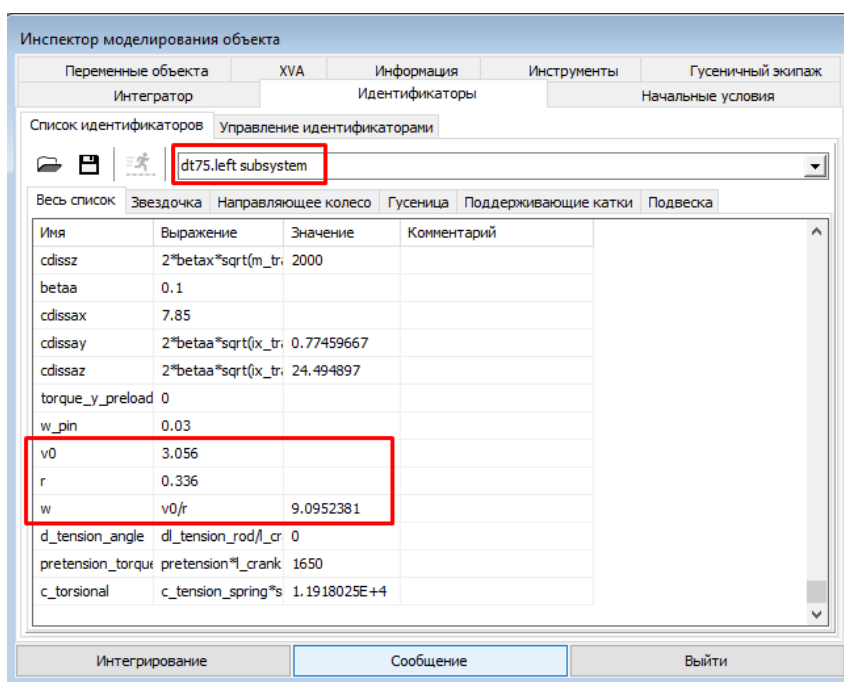 Инспектор моделирования объекта
Переменные объекта XVA Информация Инструменты Гусеничный экипаж
Интегратор Идентификаторы Начальные условия
Список идентификаторов Управление идентификаторами
dt75.left subsystem
Весь список Звездочка Направляющее колесо Гусеница Поддерживающие катки Подвеска
Имя Выражение Значение Комментарий
cdissz 2*betax*sqrt(m_tra 2000
betaa 0.1
cdissax 7.85
cdissay 2*betaa*sqrt(ix_tra 0.77459667
cdissaz 2*betaa*sqrt(ix_tra 24.494897
torque_y_preload 0
w_pin 0.03
v0 3.056
r 0.336
w v0/r 9.0952381
d_tension_angle dl_tension_rod/l_cr 0
pretension_torque pretension*l_crank 1650
c_torsional c_tension_spring*s 1.1918025E+4
Интегрирование Сообщение Выйти